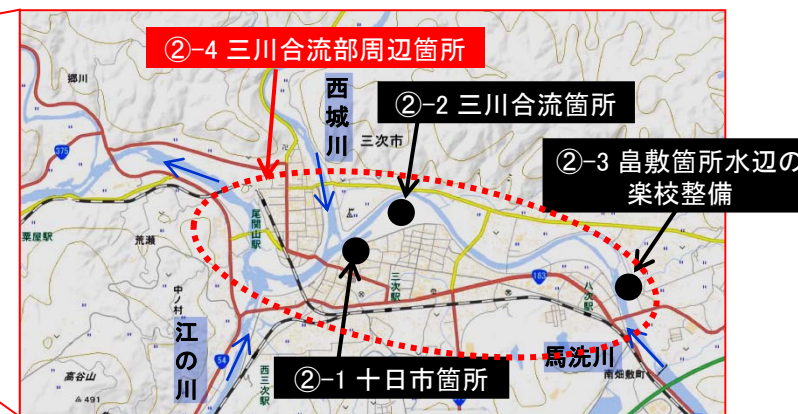 ②-4 三川合流部周辺箇所
郷川
西城川
②-2 三川合流箇所
三次市
375
②-3 畠敷箇所水辺の
楽校整備
尾関山駅
粟屋駅
荒瀬
中ノ村
三次駅
183
八次駅
江の川
54
馬洗川
高谷山
491
西三次駅
②-1 十日市箇所
南畑敷町